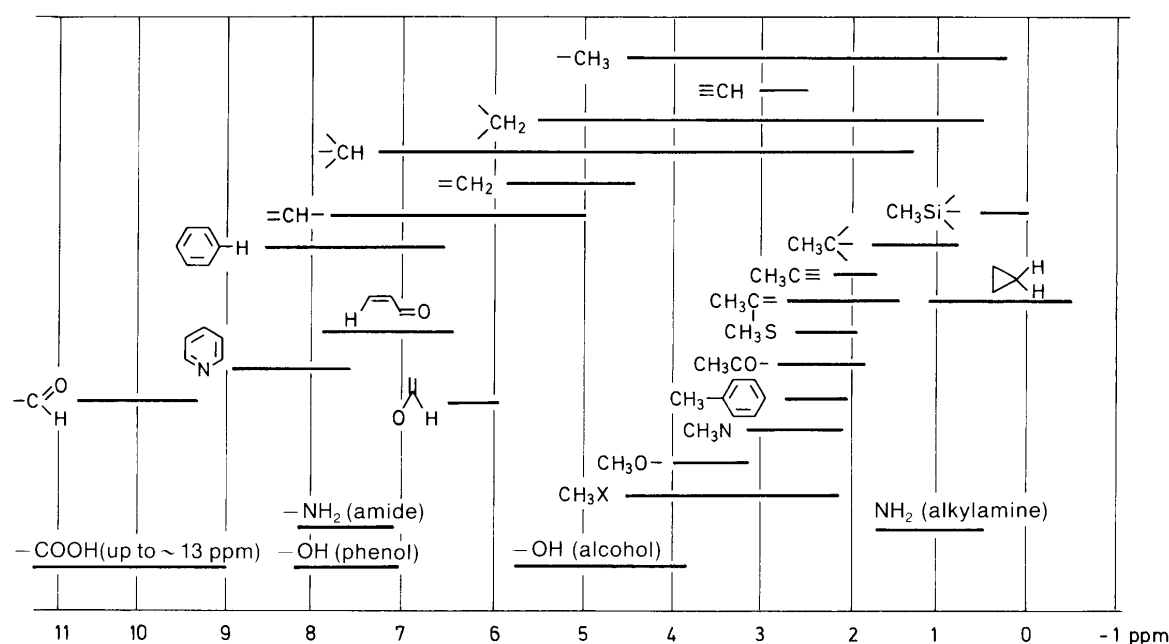 −CH₃
≡CH
CH₂
CH
=CH₂
=CH−
CH₃Si−
H
CH₃C−
CH₃C≡
H
H
CH₃C=
CH₃S
H
O
N
CH₃CO−
−C
O
H
O
H
CH₃−
CH₃N
CH₃O−
CH₃X
−NH₂ (amide)
NH₂ (alkylamine)
−COOH(up to ~ 13 ppm)
−OH (phenol)
−OH (alcohol)
11 10 9 8 7 6 5 4 3 2 1 0 -1 ppm